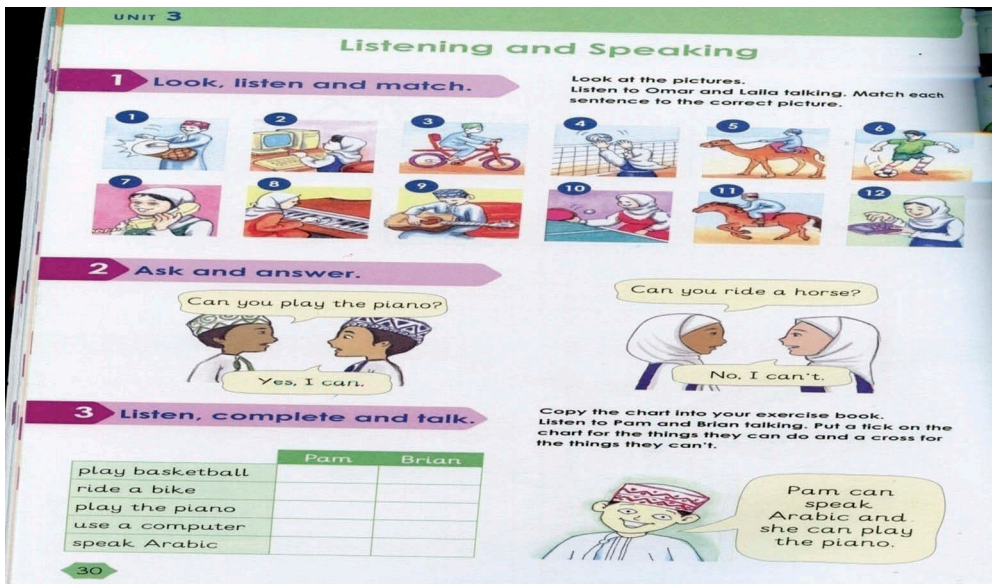 UNIT 3
Listening and Speaking
1 Look, listen and match.
Look at the pictures.
Listen to Omar and Laila talking. Match each
sentence to the correct picture.
1 2 3 4 5 6
7 8 9 10 11 12
2 Ask and answer.
Can you play the piano?
Yes, I can.
Can you ride a horse?
No, I can't.
3 Listen, complete and talk.
Copy the chart into your exercise book.
Listen to Pam and Brian talking. Put a tick on the
chart for the things they can do and a cross for
the things they can't.
Pam Brian
play basketball
ride a bike
play the piano
use a computer
speak Arabic
Pam can
speak
Arabic and
she can play
the piano.
30